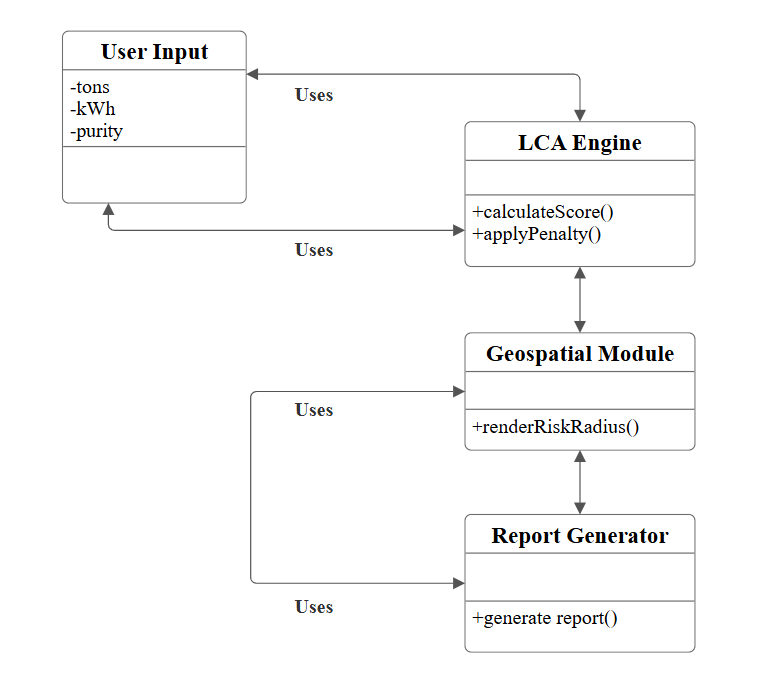 User Input
-tons
-kWh
-purity
Uses
LCA Engine
+calculateScore()
+applyPenalty()
Uses
Geospatial Module
+renderRiskRadius()
Uses
Report Generator
+generate report()
Uses